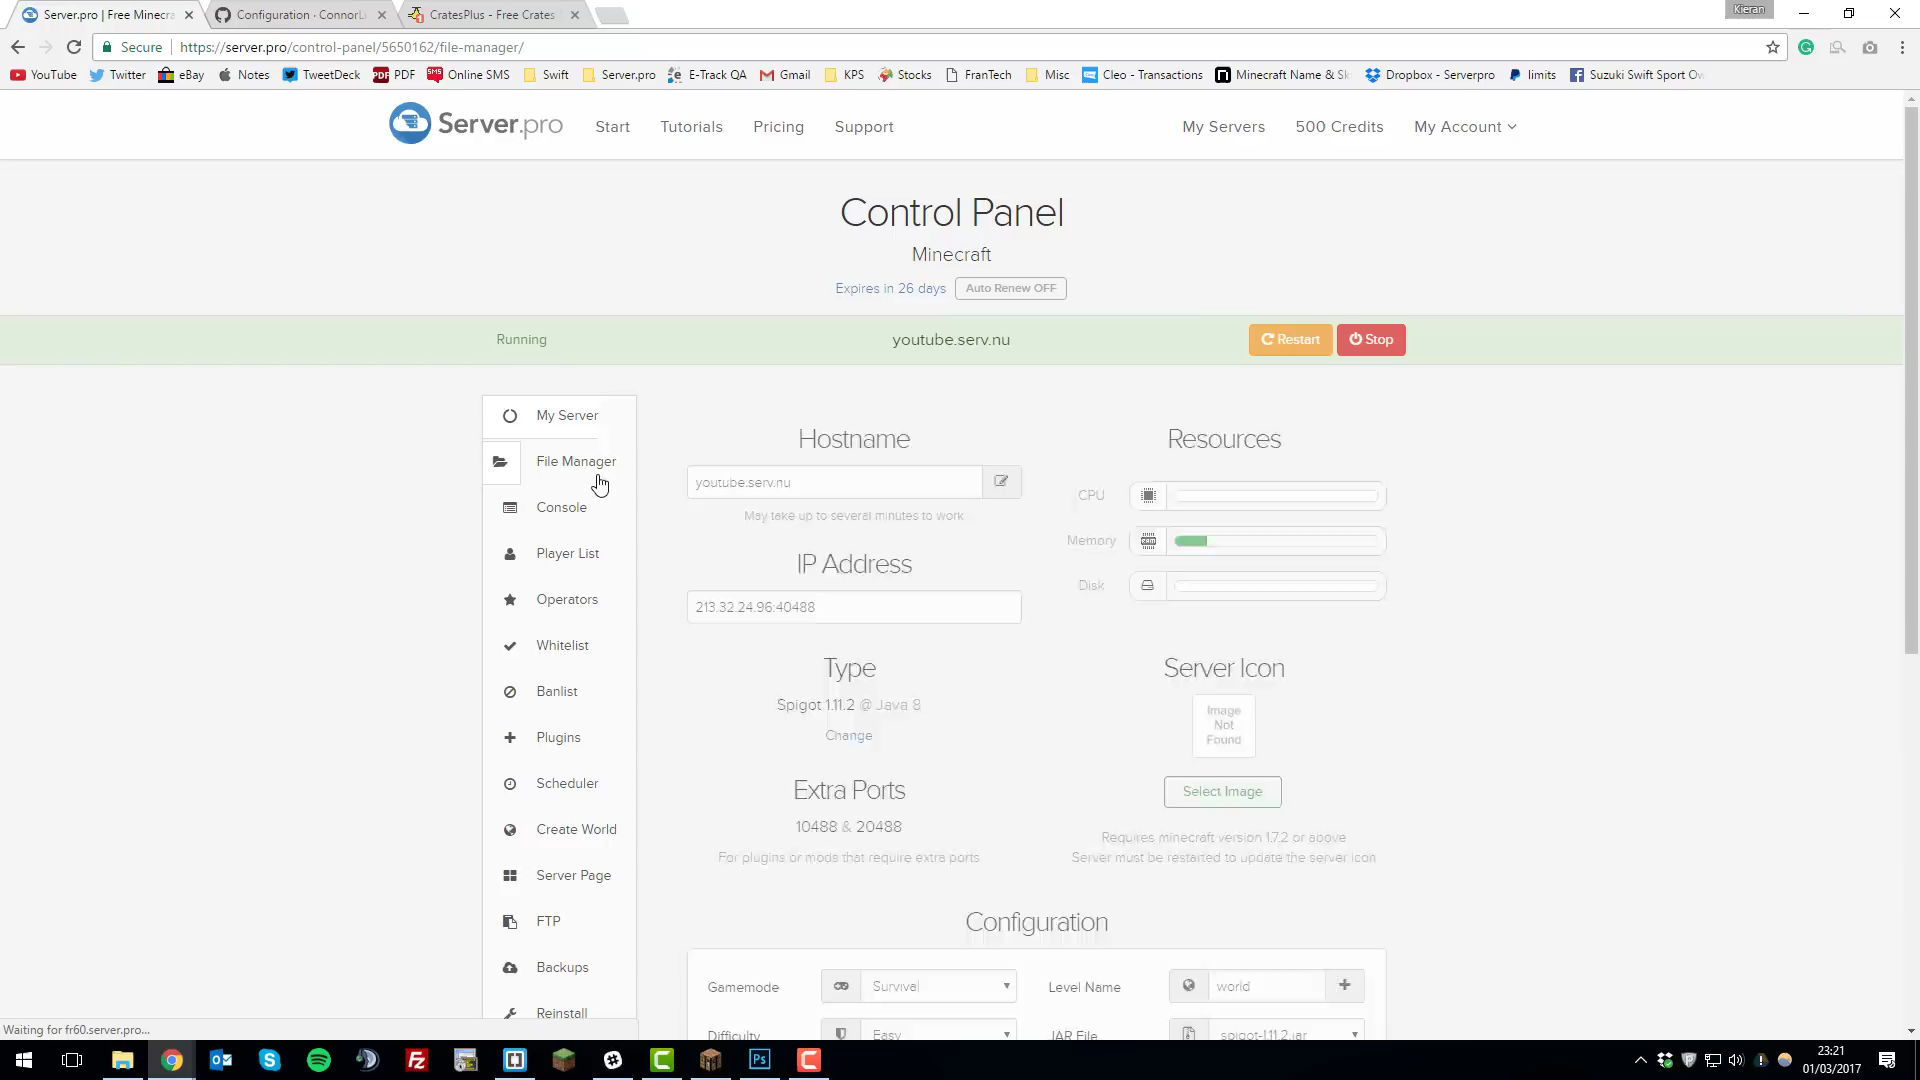 Server.pro | Free Minecra
Configuration · ConnorL
CratesPlus - Free Crates
Kieran
Secure
https://server.pro/control-panel/5650162/file-manager/
YouTube
Twitter
eBay
Notes
TweetDeck
PDF
Online SMS
Swift
Server.pro
E-Track QA
Gmail
KPS
Stocks
FranTech
Misc
Cleo - Transactions
Minecraft Name & Sk
Dropbox - Serverpro
limits
Suzuki Swift Sport Ow
Server.pro
Start
Tutorials
Pricing
Support
My Servers
500 Credits
My Account
Control Panel
Minecraft
Expires in 26 days
Auto Renew OFF
Running
youtube.serv.nu
Restart
Stop
My Server
File Manager
Console
Player List
Operators
Whitelist
Banlist
Plugins
Scheduler
Create World
Server Page
FTP
Backups
Reinstall
Hostname
youtube.serv.nu
May take up to several minutes to work
IP Address
213.32.24.96:40488
Type
Spigot 1.11.2 @ Java 8
Change
Extra Ports
10488 & 20488
For plugins or mods that require extra ports
Resources
CPU
Memory
Disk
Server Icon
Image
Not
Found
Select Image
Requires minecraft version 1.7.2 or above
Server must be restarted to update the server icon
Configuration
Gamemode
Survival
Level Name
world
Difficulty
Easy
JAR File
spigot-1.11.2.jar
Waiting for fr60.server.pro...
23:21
01/03/2017